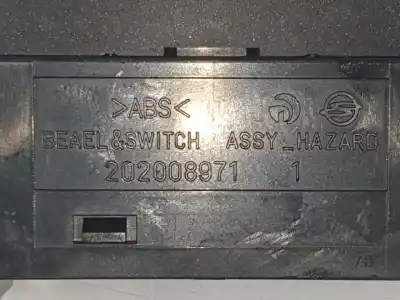 >ABS<
BEAEL&SWITCH ASSY_HAZARD
202008971 1